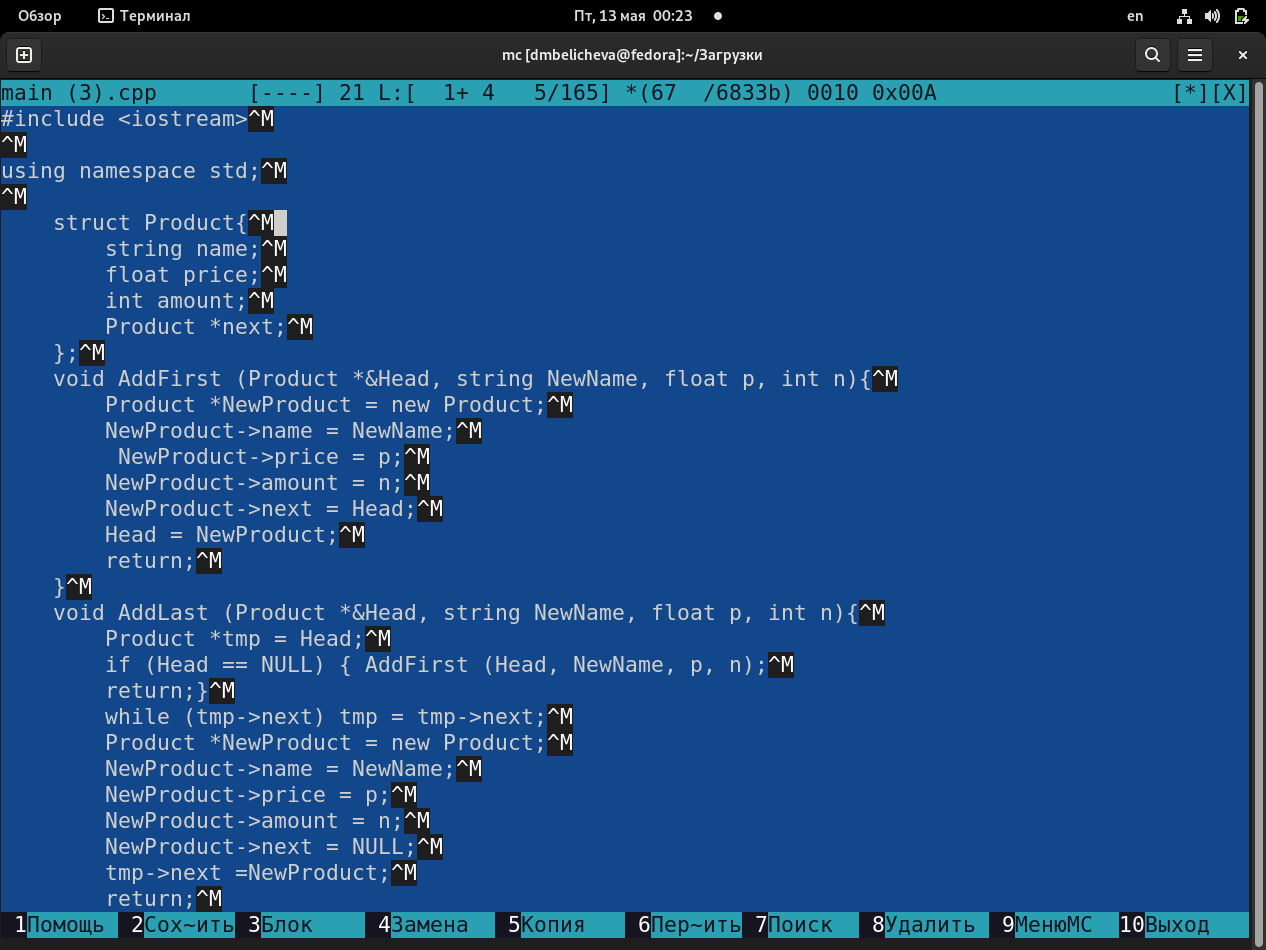 Обзор Терминал Пт, 13 мая 00:23 en
mc [dmbelicheva@fedora]:~/Загрузки
main (3).cpp [----] 21 L:[ 1+ 4 5/165] *(67 /6833b) 0010 0x00A [*][X]
#include <iostream>^M
^M
using namespace std;^M
^M
    struct Product{^M
        string name;^M
        float price;^M
        int amount;^M
        Product *next;^M
    };^M
    void AddFirst (Product *&Head, string NewName, float p, int n){^M
        Product *NewProduct = new Product;^M
        NewProduct->name = NewName;^M
         NewProduct->price = p;^M
        NewProduct->amount = n;^M
        NewProduct->next = Head;^M
        Head = NewProduct;^M
        return;^M
    }^M
    void AddLast (Product *&Head, string NewName, float p, int n){^M
        Product *tmp = Head;^M
        if (Head == NULL) { AddFirst (Head, NewName, p, n);^M
        return;}^M
        while (tmp->next) tmp = tmp->next;^M
        Product *NewProduct = new Product;^M
        NewProduct->name = NewName;^M
        NewProduct->price = p;^M
        NewProduct->amount = n;^M
        NewProduct->next = NULL;^M
        tmp->next =NewProduct;^M
        return;^M
1Помощь 2Сох~ить 3Блок 4Замена 5Копия 6Пер~ить 7Поиск 8Удалить 9МенюМС 10Выход